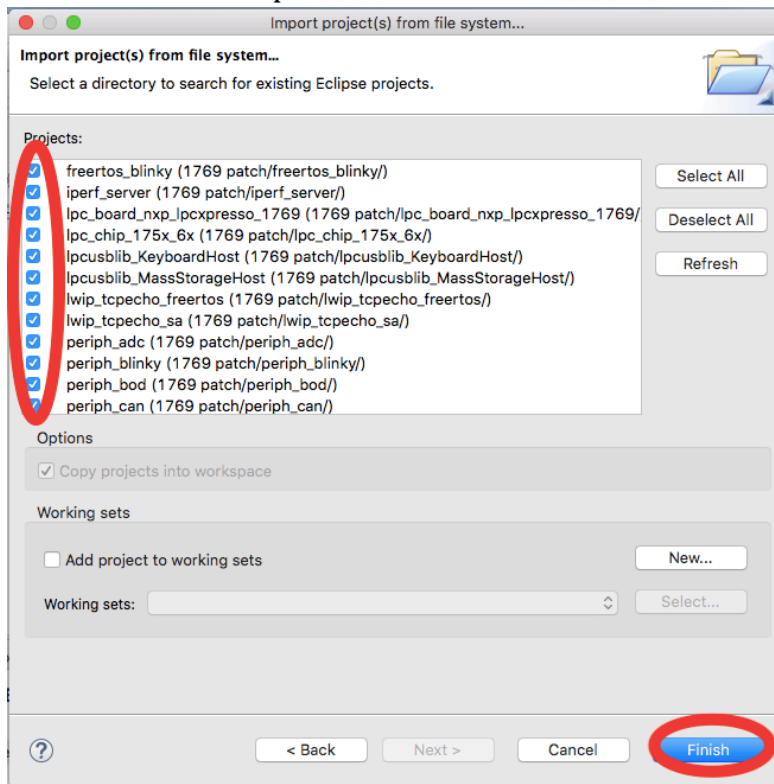 Import project(s) from file system...
Import project(s) from file system...
Select a directory to search for existing Eclipse projects.
Projects:
freertos_blinky (1769 patch/freertos_blinky/)
iperf_server (1769 patch/iperf_server/)
lpc_board_nxp_lpcxpresso_1769 (1769 patch/lpc_board_nxp_lpcxpresso_1769/
lpc_chip_175x_6x (1769 patch/lpc_chip_175x_6x/)
lpcusblib_KeyboardHost (1769 patch/lpcusblib_KeyboardHost/)
lpcusblib_MassStorageHost (1769 patch/lpcusblib_MassStorageHost/)
lwip_tcpecho_freertos (1769 patch/lwip_tcpecho_freertos/)
lwip_tcpecho_sa (1769 patch/lwip_tcpecho_sa/)
periph_adc (1769 patch/periph_adc/)
periph_blinky (1769 patch/periph_blinky/)
periph_bod (1769 patch/periph_bod/)
periph_can (1769 patch/periph_can/)
Select All
Deselect All
Refresh
Options
Copy projects into workspace
Working sets
Add project to working sets
New...
Working sets:
Select...
?
< Back
Next >
Cancel
Finish